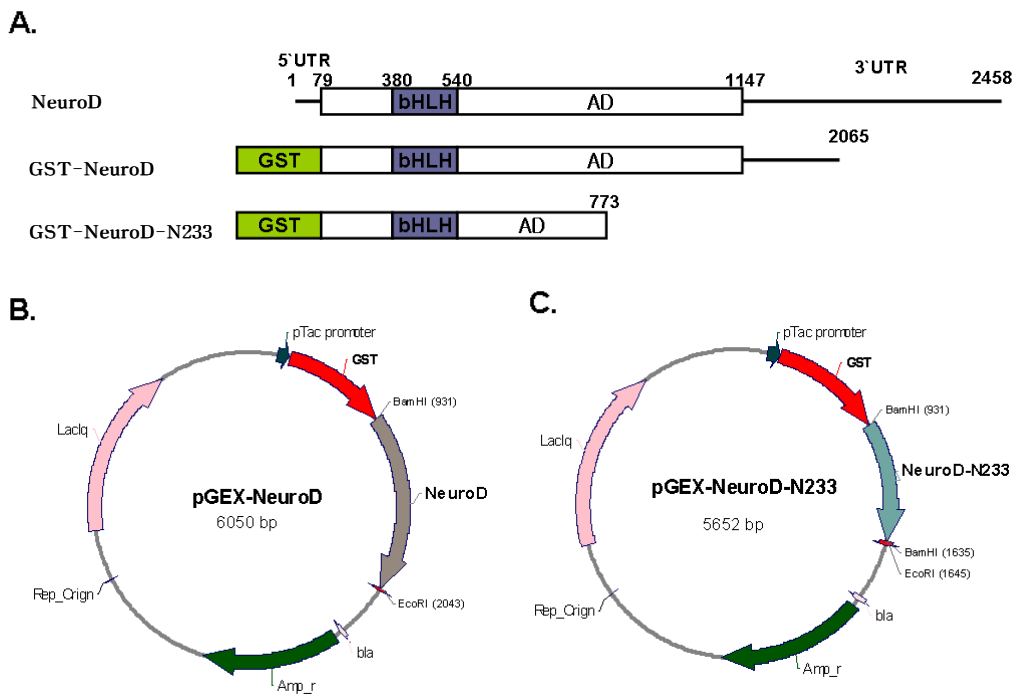 A.
5`UTR
1 79 380 540 1147 3`UTR 2458
NeuroD bHLH AD
2065
GST-NeuroD GST bHLH AD
773
GST-NeuroD-N233 GST bHLH AD
B.
pTac promoter
GST
BamHI (931)
LacIq
NeuroD
pGEX-NeuroD
6050 bp
Rep_Origin
EcoRI (2043)
bla
Amp_r
C.
pTac promoter
GST
BamHI (931)
LacIq
NeuroD-N233
pGEX-NeuroD-N233
5652 bp
BamHI (1635)
EcoRI (1645)
Rep_Origin
bla
Amp_r